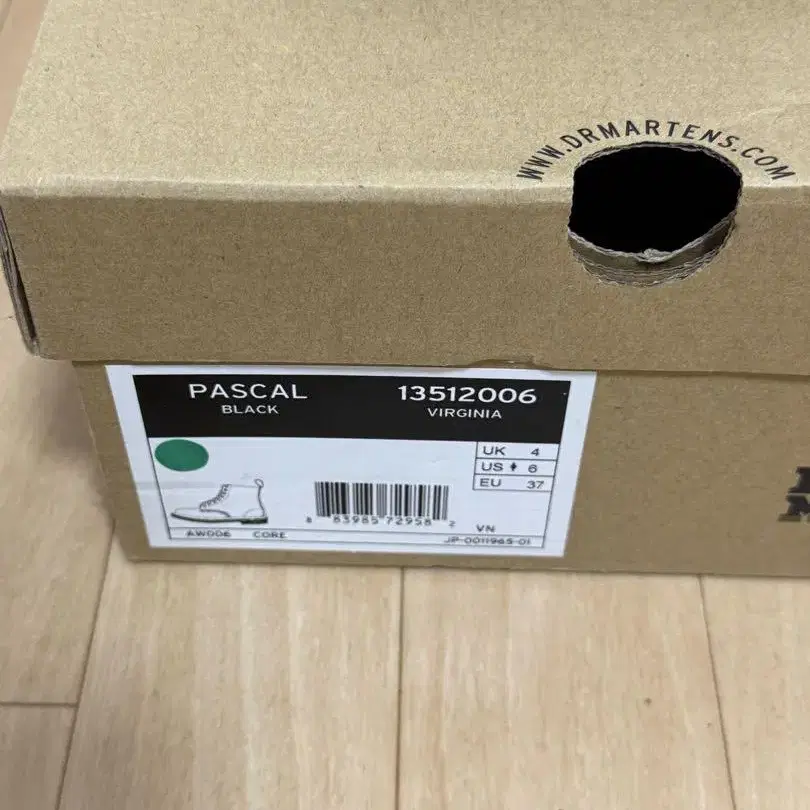 WWW.DRMARTENS.COM
PASCAL 13512006
BLACK VIRGINIA
UK 4
US 6
EU 37
8 83985 72958 2
VN
AW006 CORE JP-0011965-01